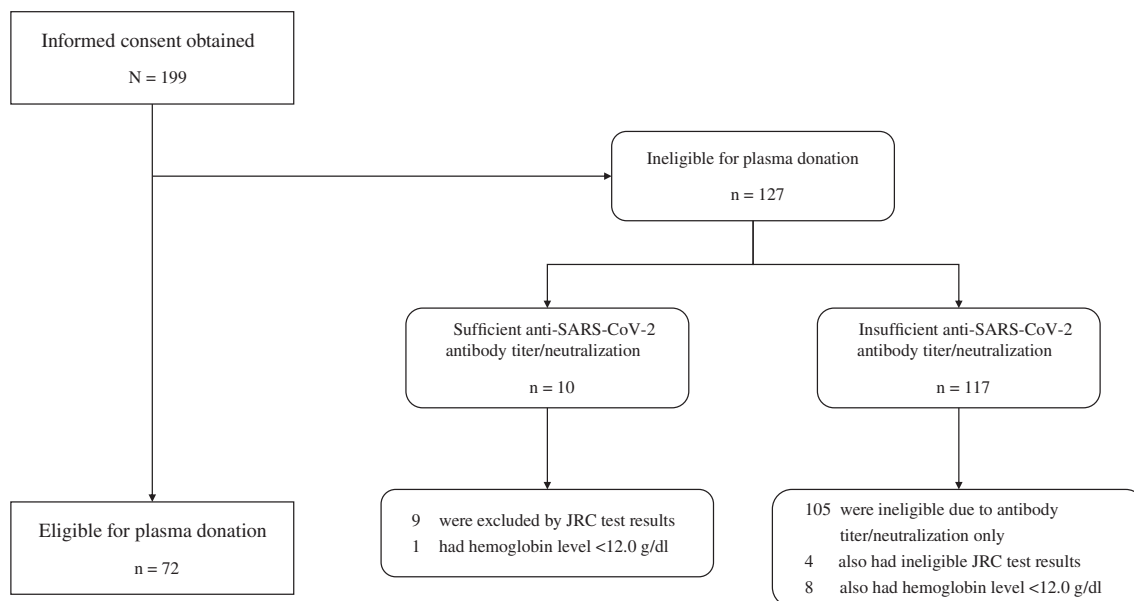 Informed consent obtained
N = 199
Ineligible for plasma donation
n = 127
Sufficient anti-SARS-CoV-2
antibody titer/neutralization
n = 10
Insufficient anti-SARS-CoV-2
antibody titer/neutralization
n = 117
Eligible for plasma donation
n = 72
9 were excluded by JRC test results
1 had hemoglobin level <12.0 g/dl
105 were ineligible due to antibody
titer/neutralization only
4 also had ineligible JRC test results
8 also had hemoglobin level <12.0 g/dl